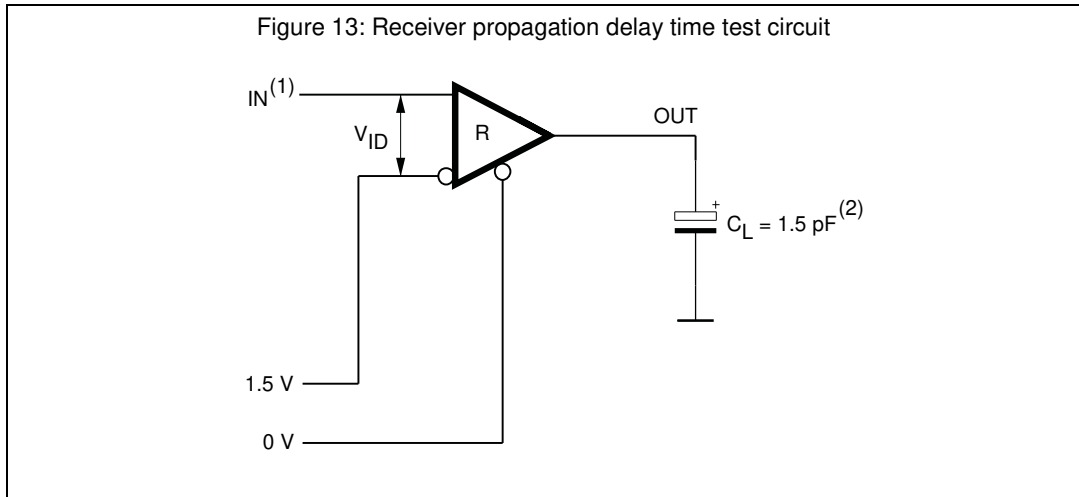 Figure 13: Receiver propagation delay time test circuit
IN(1)
VID
R
OUT
+
CL = 1.5 pF(2)
1.5 V
0 V